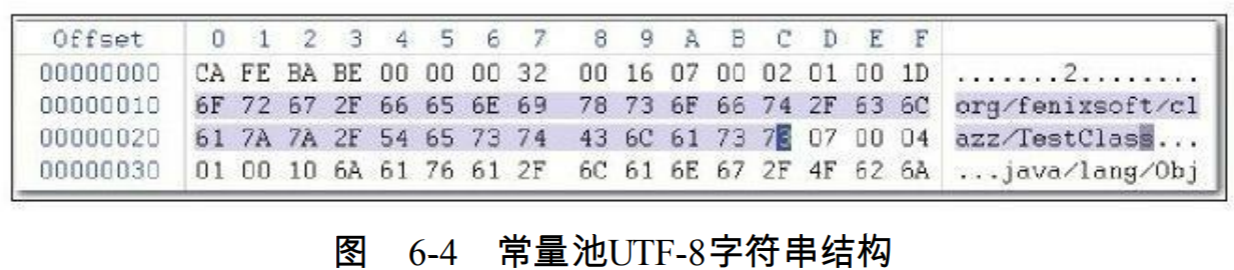 Offset 0 1 2 3 4 5 6 7 8 9 A B C D E F
00000000 CA FE BA BE 00 00 00 32 00 16 07 00 02 01 00 1D .......2........
00000010 6F 72 67 2F 66 65 6E 69 78 73 6F 66 74 2F 63 6C org/fenixsoft/cl
00000020 61 7A 7A 2F 54 65 73 74 43 6C 61 73 73 07 00 04 azz/TestClass...
00000030 01 00 10 6A 61 76 61 2F 6C 61 6E 67 2F 4F 62 6A ...java/lang/Obj
图 6-4 常量池UTF-8字符串结构